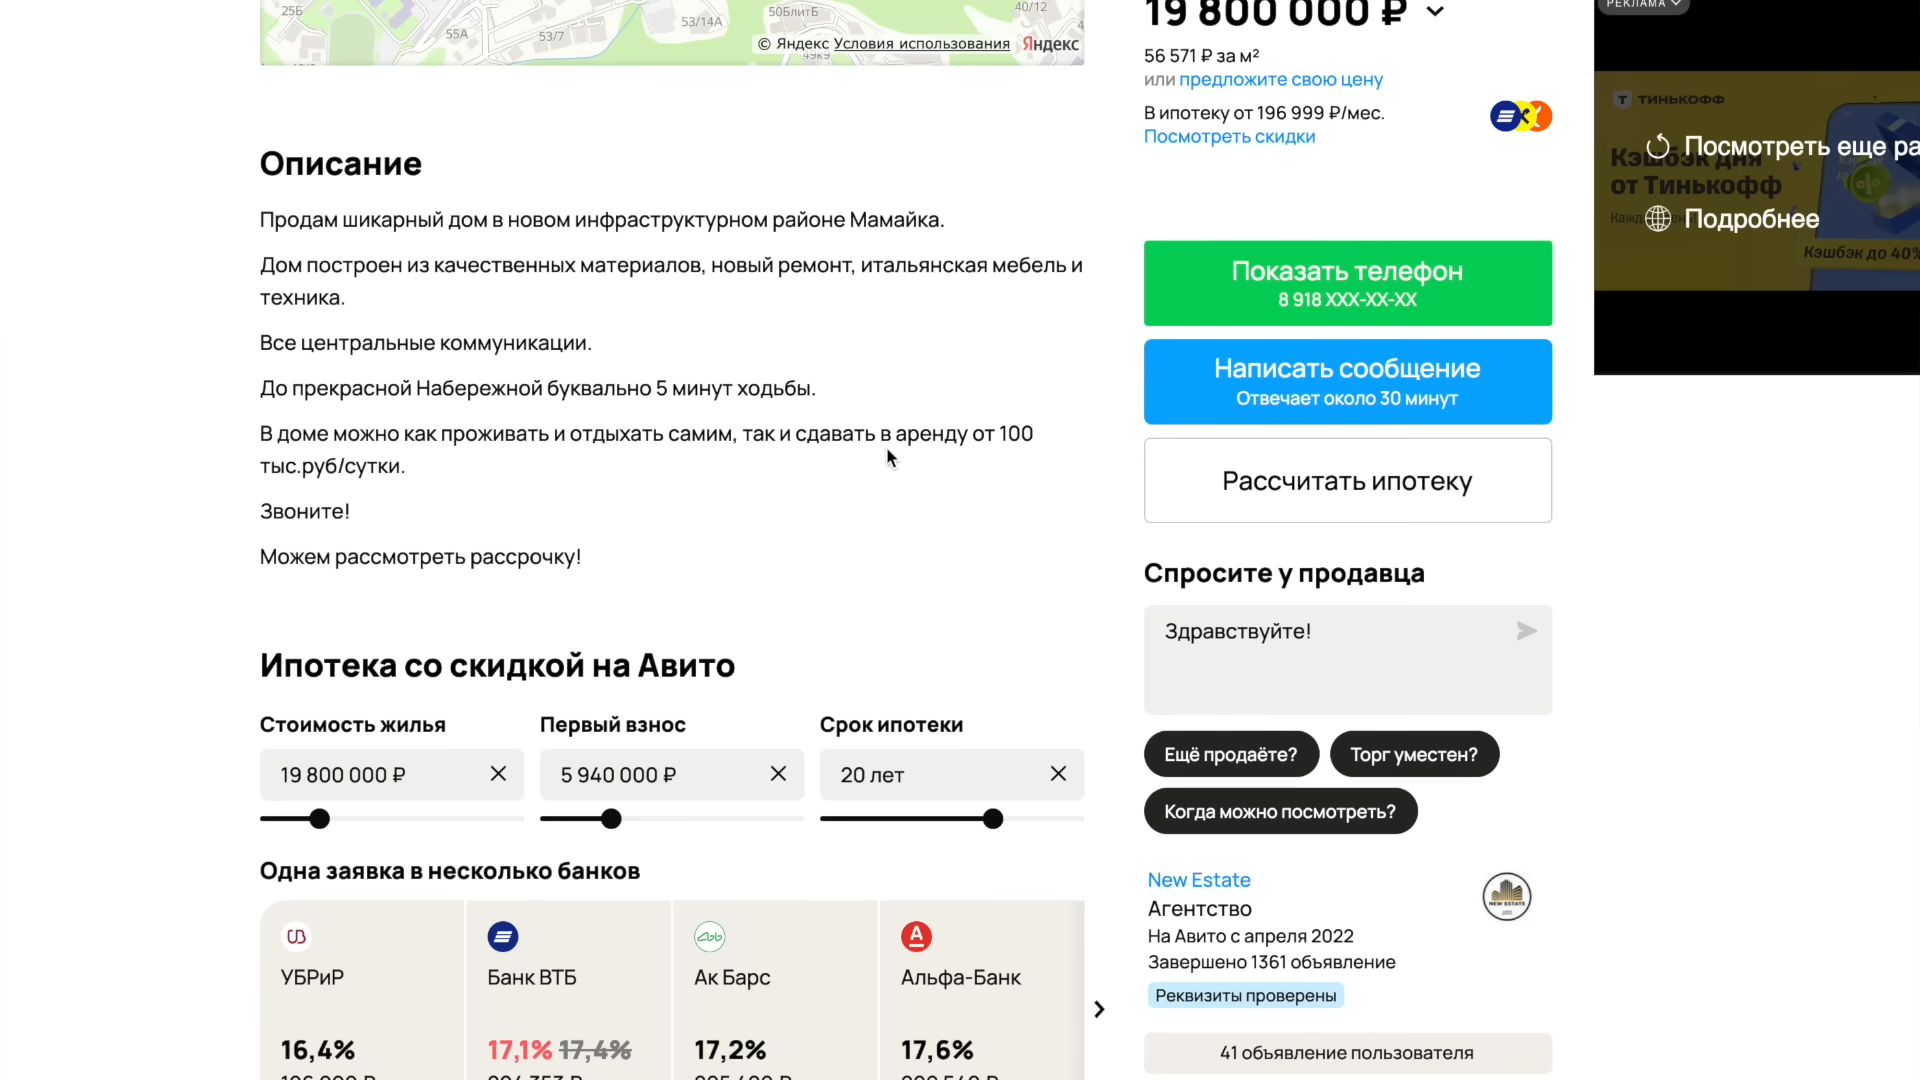 25Б
50БлитБ
40/12
53/14А
55А
53/7
© Яндекс Условия использования Яндекс
Описание
Продам шикарный дом в новом инфраструктурном районе Мамайка.
Дом построен из качественных материалов, новый ремонт, итальянская мебель и
техника.
Все центральные коммуникации.
До прекрасной Набережной буквально 5 минут ходьбы.
В доме можно как проживать и отдыхать самим, так и сдавать в аренду от 100
тыс.руб/сутки.
Звоните!
Можем рассмотреть рассрочку!
Ипотека со скидкой на Авито
Стоимость жилья Первый взнос Срок ипотеки
19 800 000 ₽ 5 940 000 ₽ 20 лет
Одна заявка в несколько банков
УБРиР Банк ВТБ Ак Барс Альфа-Банк
16,4% 17,1% 17,4% 17,2% 17,6%
19 800 000 ₽
56 571 ₽ за м²
или предложите свою цену
В ипотеку от 196 999 ₽/мес.
Посмотреть скидки
Показать телефон
8 918 XXX-XX-XX
Написать сообщение
Отвечает около 30 минут
Рассчитать ипотеку
Спросите у продавца
Здравствуйте!
Ещё продаёте? Торг уместен?
Когда можно посмотреть?
New Estate
Агентство
На Авито с апреля 2022
Завершено 1361 объявление
Реквизиты проверены
NEW ESTATE
41 объявление пользователя
РЕКЛАМА
ТИНЬКОФФ
Посмотреть еще ра
Кэшбэк дня
от Тинькофф
Подробнее
Кэшбэк до 40%